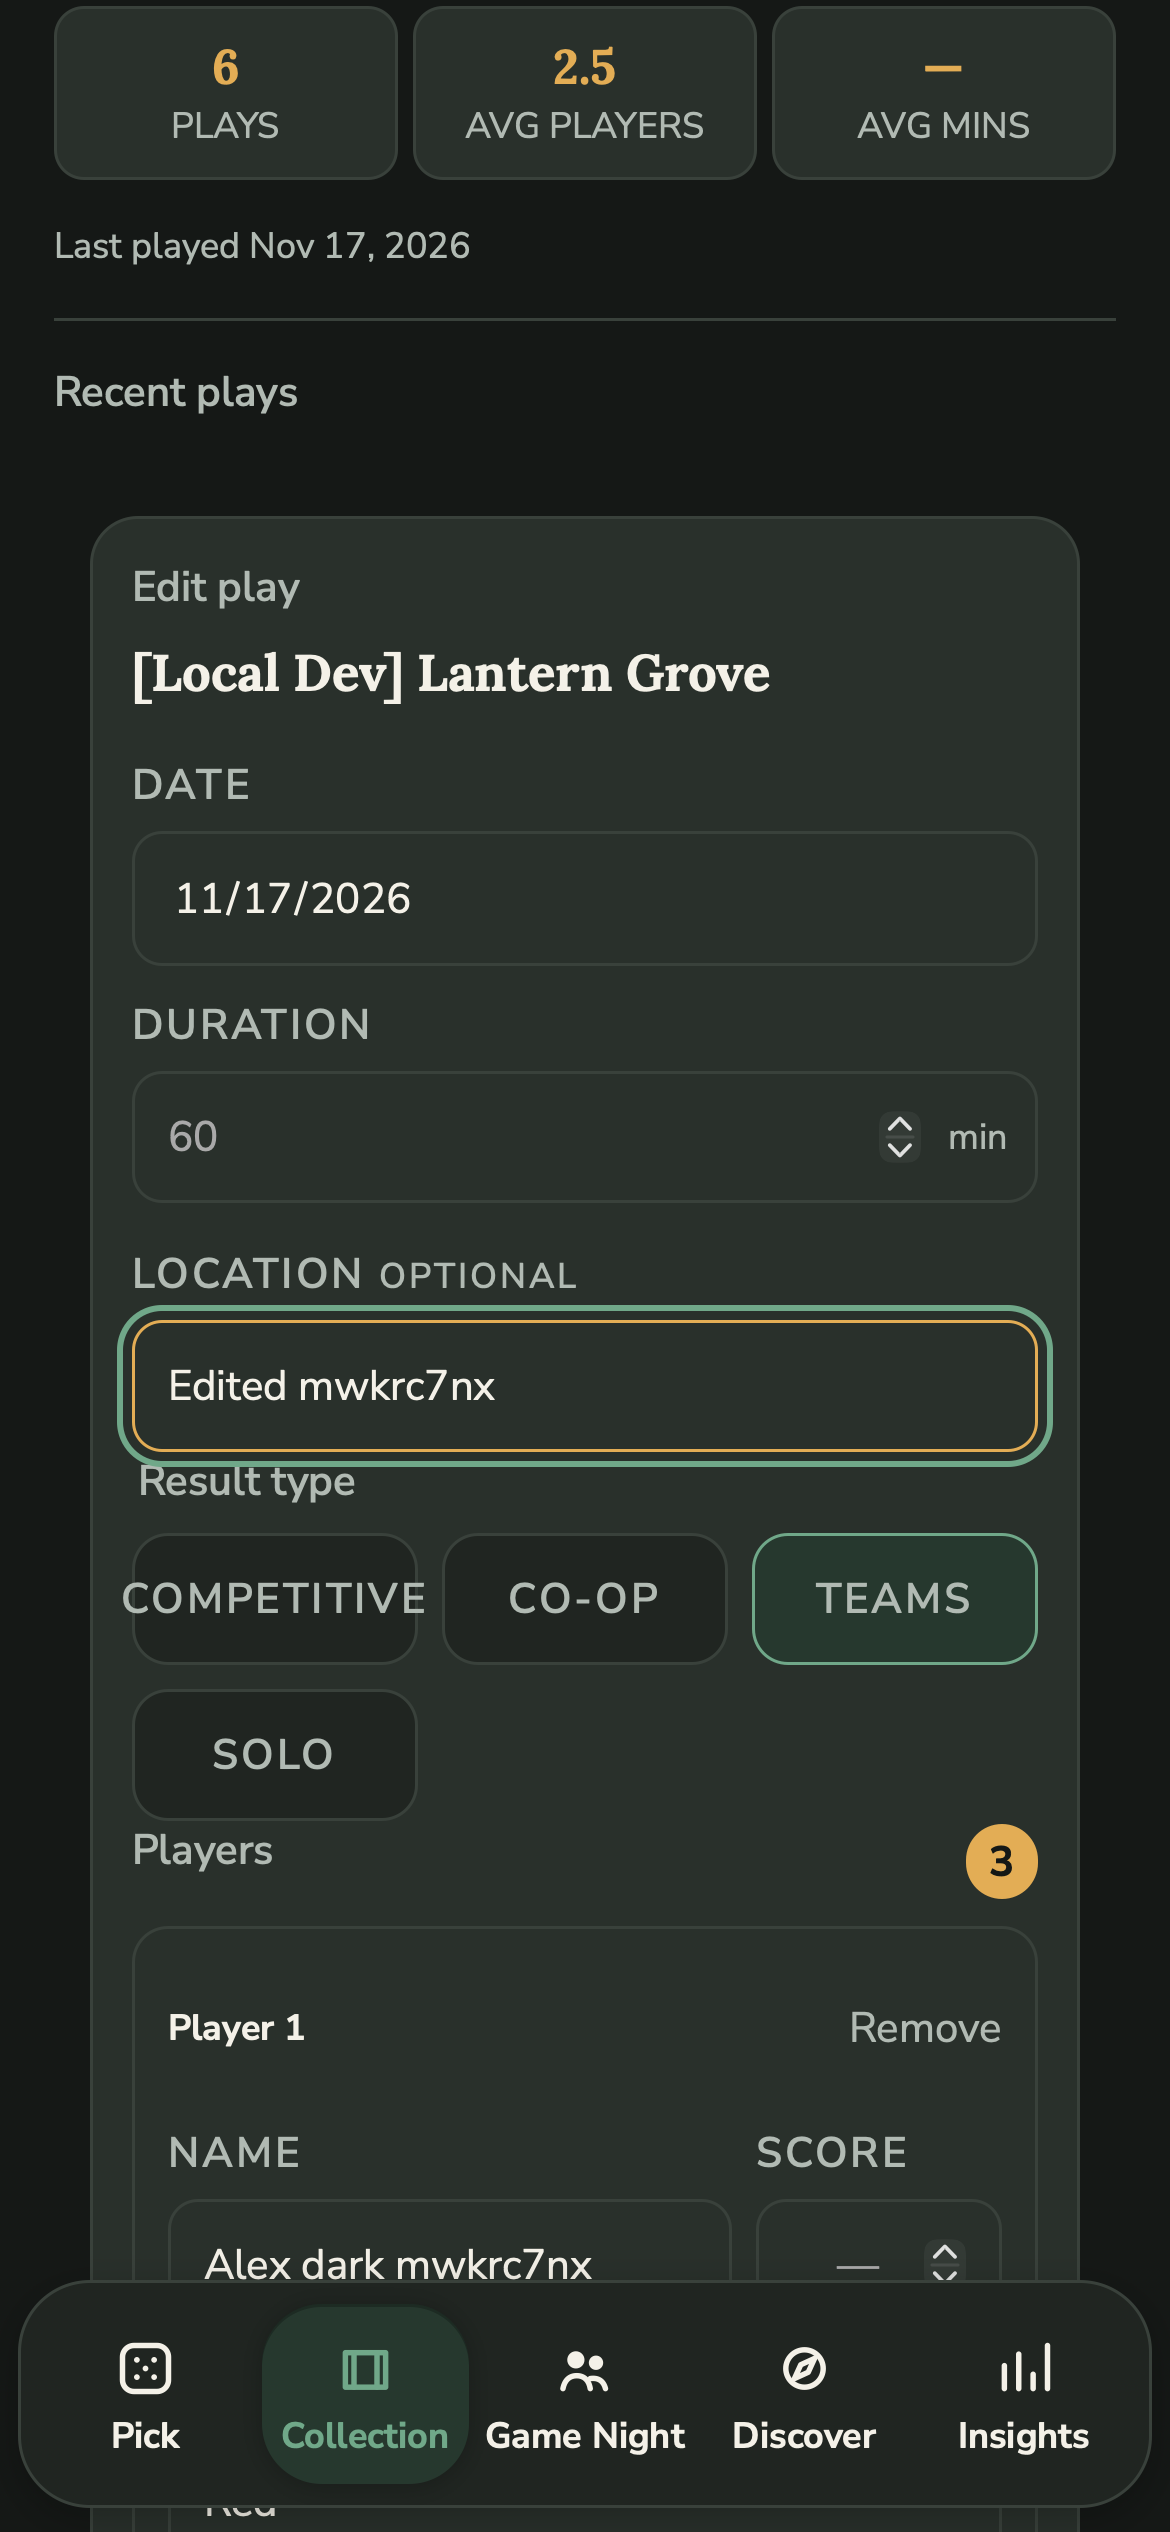 6
PLAYS
2.5
AVG PLAYERS
—
AVG MINS
Last played Nov 17, 2026
Recent plays
Edit play
[Local Dev] Lantern Grove
DATE
11/17/2026
DURATION
60
min
LOCATION OPTIONAL
Edited mwkrc7nx
Result type
COMPETITIVE
CO-OP
TEAMS
SOLO
Players
3
Player 1
Remove
NAME
SCORE
Alex dark mwkrc7nx
—
Pick
Collection
Game Night
Discover
Insights
Red